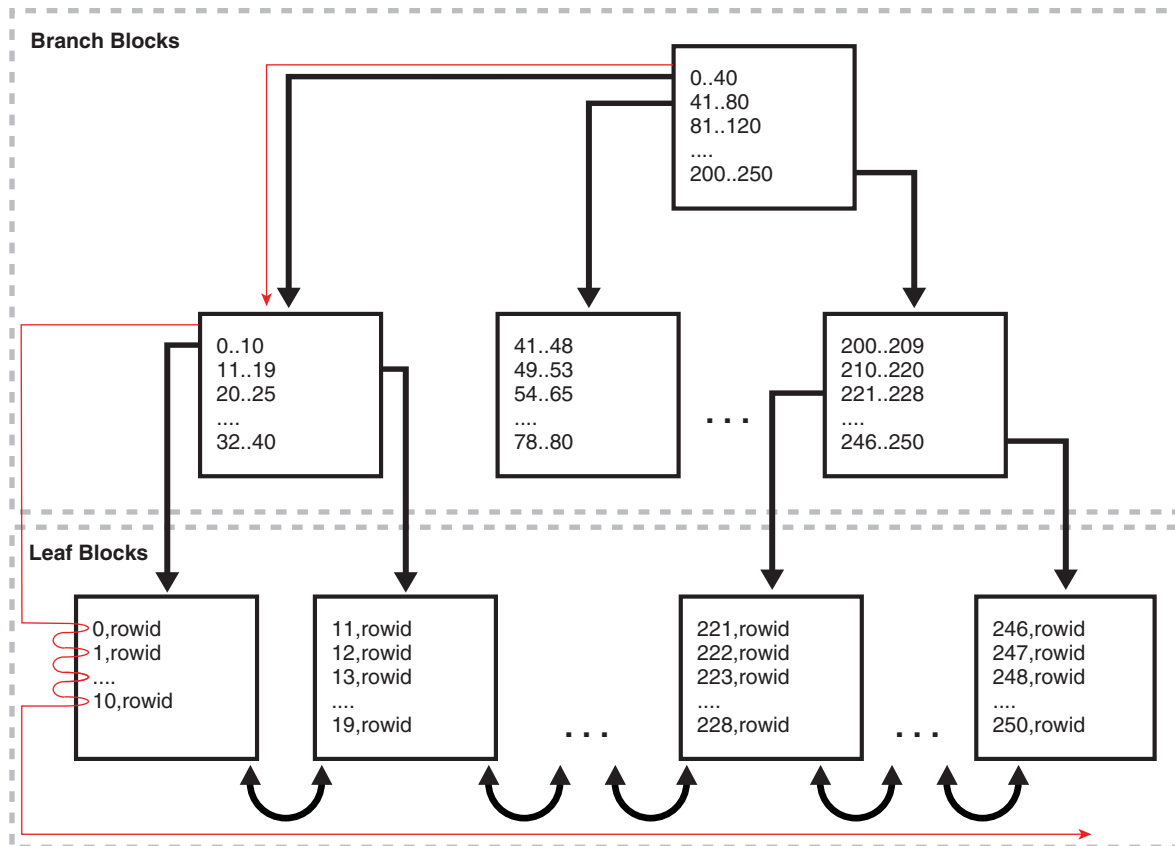 Branch Blocks
0..40
41..80
81..120
....
200..250
0..10
11..19
20..25
....
32..40
41..48
49..53
54..65
....
78..80
. . .
200..209
210..220
221..228
....
246..250
Leaf Blocks
0,rowid
1,rowid
....
10,rowid
11,rowid
12,rowid
13,rowid
....
19,rowid
. . .
221,rowid
222,rowid
223,rowid
....
228,rowid
. . .
246,rowid
247,rowid
248,rowid
....
250,rowid